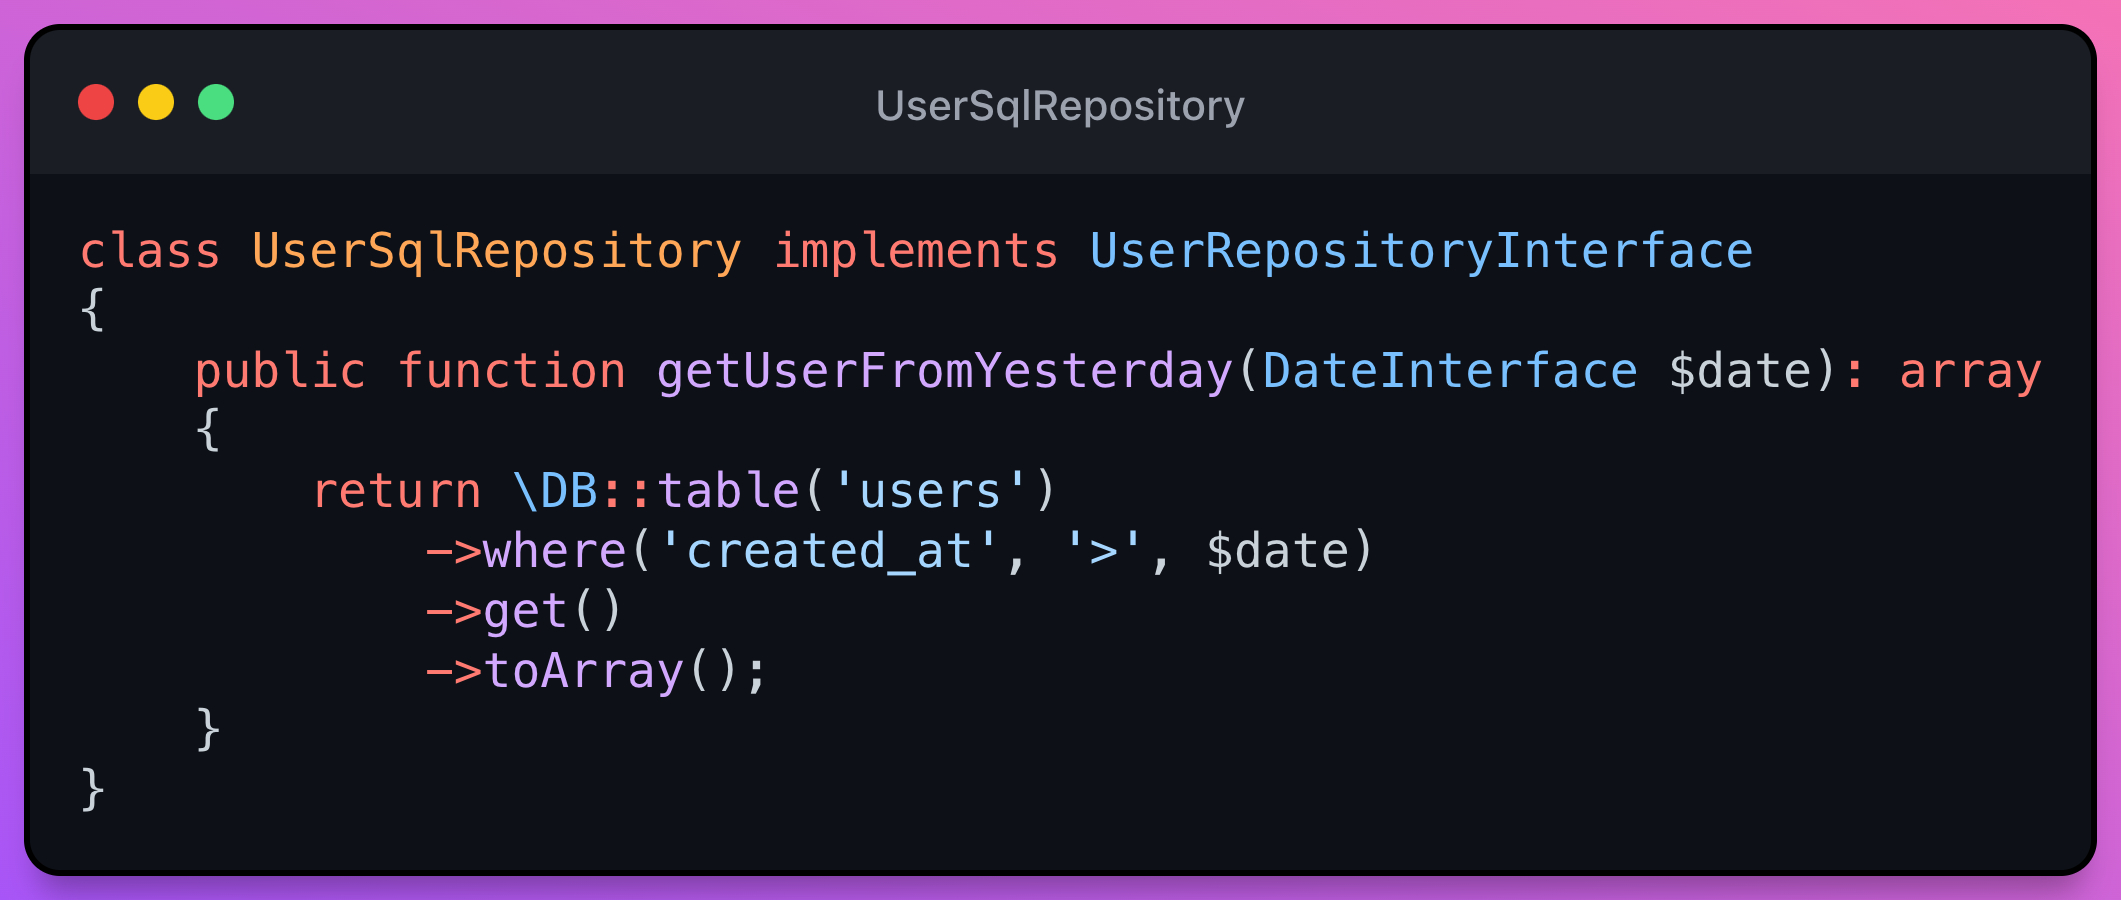 UserSqlRepository
class UserSqlRepository implements UserRepositoryInterface
{
    public function getUserFromYesterday(DateInterface $date): array
    {
        return \DB::table('users')
            ->where('created_at', '>', $date)
            ->get()
            ->toArray();
    }
}